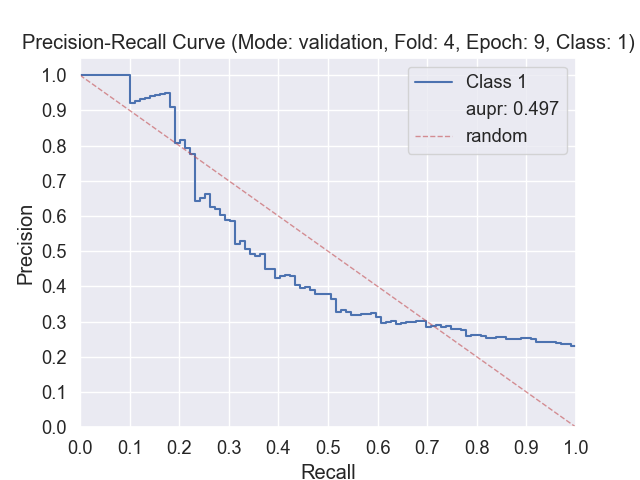 Precision-Recall Curve (Mode: validation, Fold: 4, Epoch: 9, Class: 1)
Class 1
aupr: 0.497
random
Precision
1.0
0.9
0.8
0.7
0.6
0.5
0.4
0.3
0.2
0.1
0.0
0.0 0.1 0.2 0.3 0.4 0.5 0.6 0.7 0.8 0.9 1.0
Recall